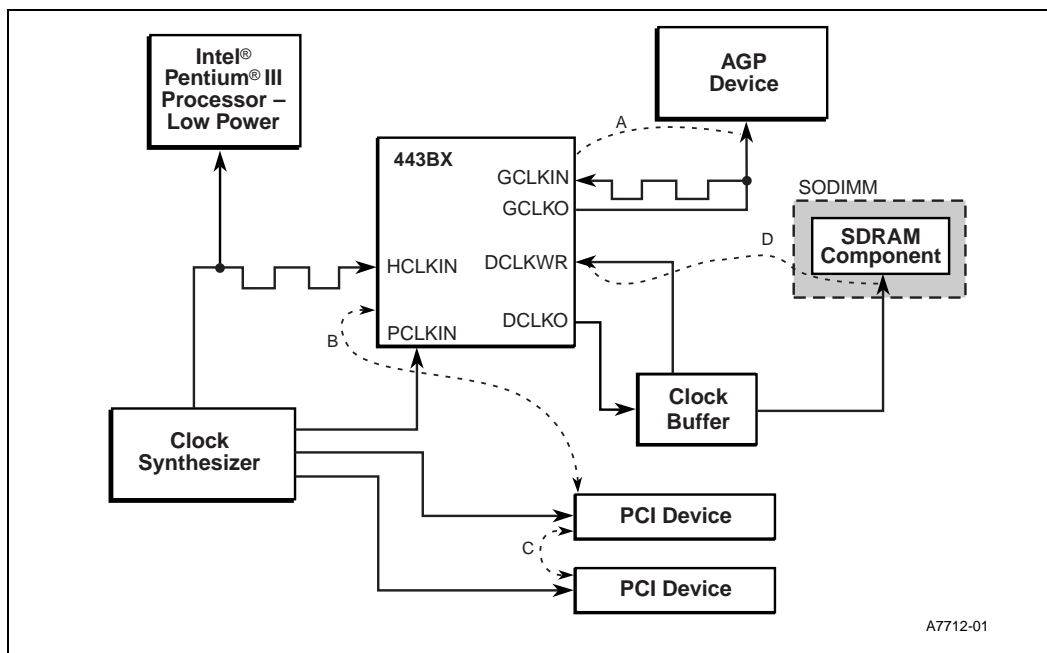 Intel®
Pentium® III
Processor –
Low Power
AGP
Device
A
443BX
GCLKIN
GCLKO
SODIMM
SDRAM
Component
D
HCLKIN
DCLKWR
B
PCLKIN
DCLKO
Clock
Buffer
Clock
Synthesizer
PCI Device
C
PCI Device
A7712-01